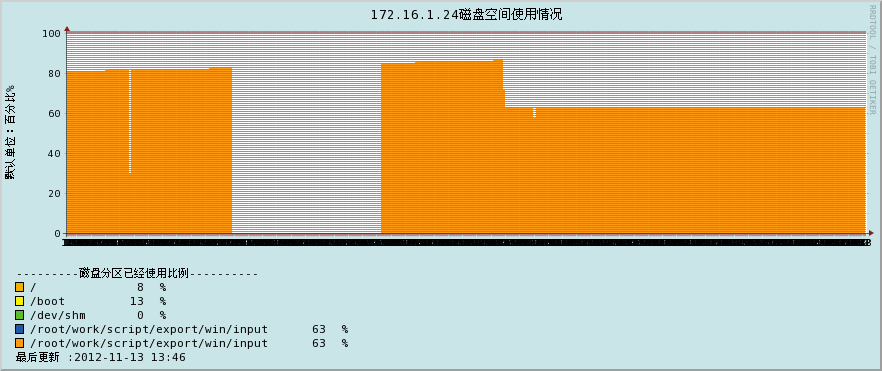 172.16.1.24磁盘空间使用情况
RRDTOOL / TOBI OETIKER
默认单位：百分比%
100
80
60
40
20
0
---------磁盘分区已经使用比例----------
/ 8 %
/boot 13 %
/dev/shm 0 %
/root/work/script/export/win/input 63 %
/root/work/script/export/win/input 63 %
最后更新 :2012-11-13 13:46